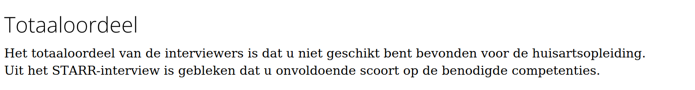 Totaaloordeel
Het totaaloordeel van de interviewers is dat u niet geschikt bent bevonden voor de huisartsopleiding.
Uit het STARR-interview is gebleken dat u onvoldoende scoort op de benodigde competenties.